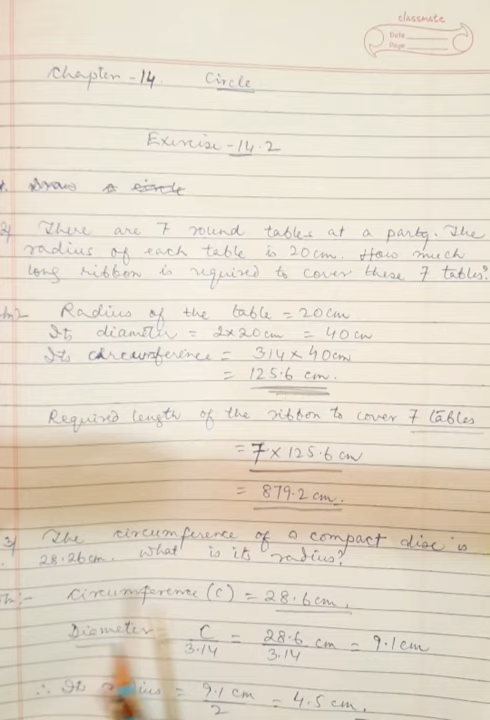 classmate
Date
Page
Chapter - 14. Circle
Exercise - 14.2
Draw a circle
2) There are 7 round tables at a party. The
radius of each table is 20cm. How much
long ribbon is required to cover these 7 tables?
Radius of the table = 20cm
Its diameter = 2×20cm = 40cm
Its circumference = 3.14 × 40cm
= 125.6 cm.
Required length of the ribbon to cover 7 tables
= 7×125.6 cm
= 879.2 cm.
3) The circumference of a compact disc is
28.26cm. what is its radius?
Circumference (C) = 28.6cm.
Diameter = C/3.14 = 28.6/3.14 cm = 9.1cm
∴ Its radius = 9.1 cm/2 = 4.5 cm.